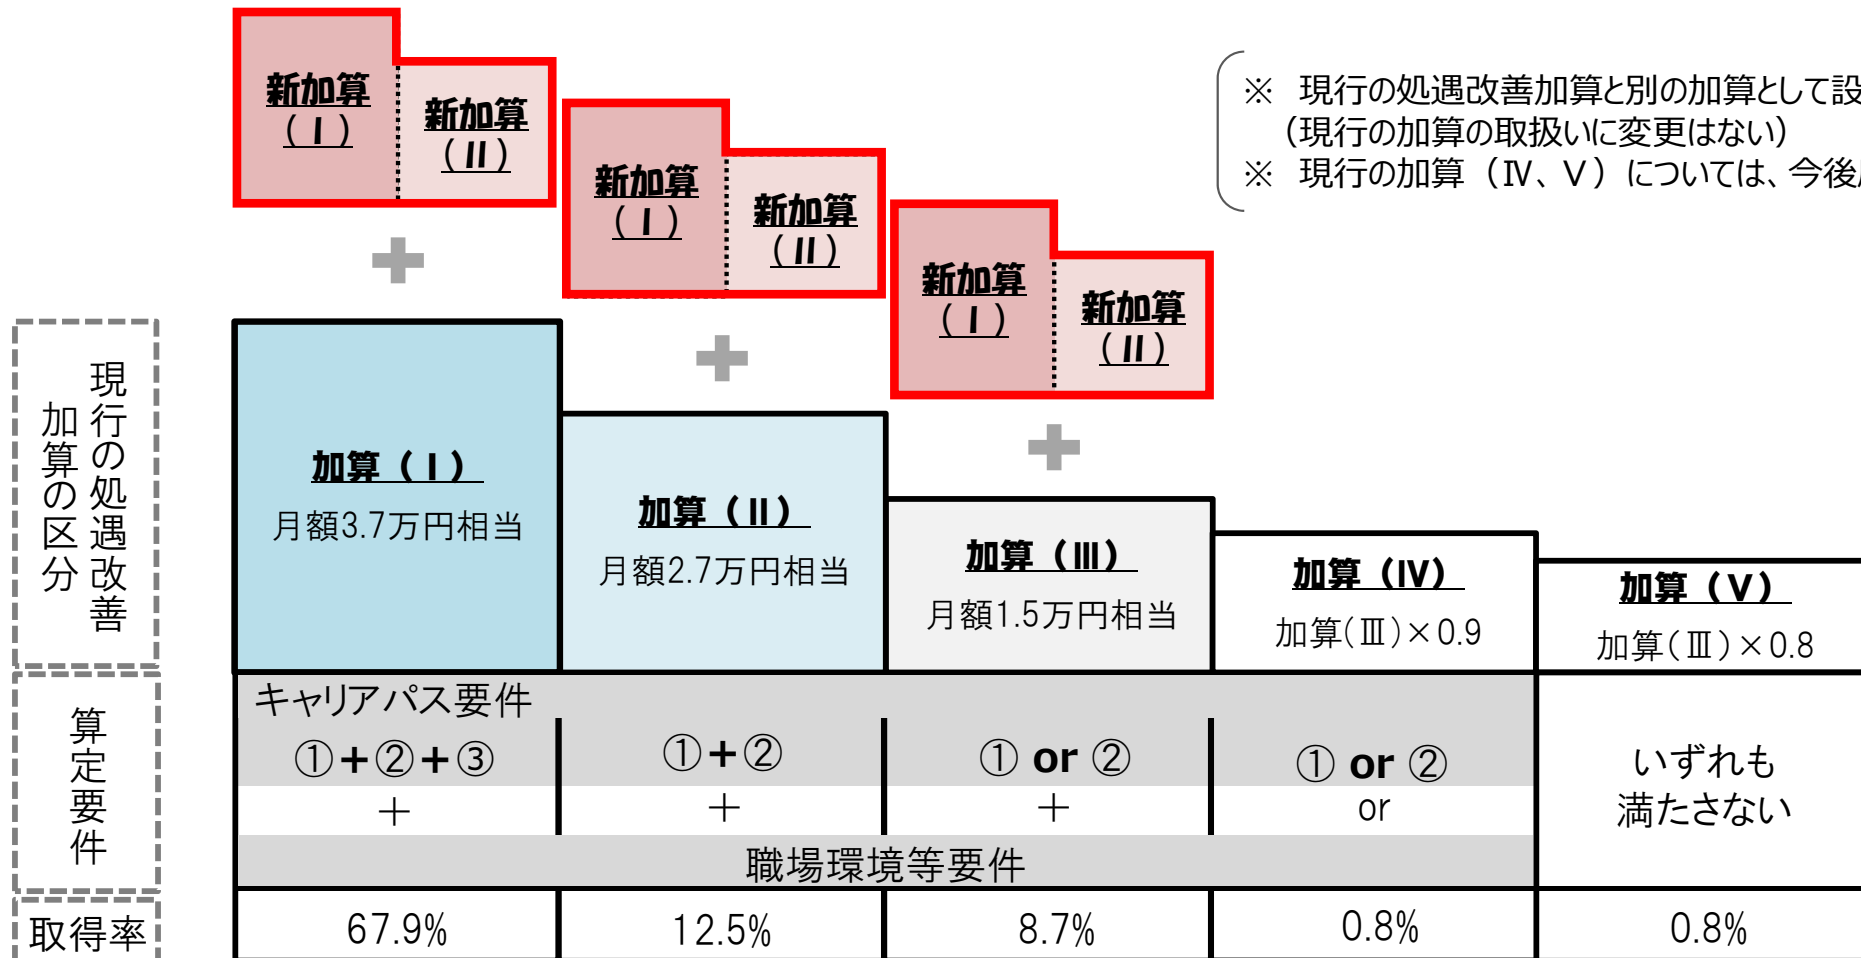 新加算
(Ⅰ)
新加算
(Ⅱ)
新加算
(Ⅰ)
新加算
(Ⅱ)
新加算
(Ⅰ)
新加算
(Ⅱ)
※ 現行の処遇改善加算と別の加算として設
(現行の加算の取扱いに変更はない)
※ 現行の加算(Ⅳ、Ⅴ)については、今後
現行の処遇改善
加算の区分
加算(Ⅰ)
月額3.7万円相当
加算(Ⅱ)
月額2.7万円相当
加算(Ⅲ)
月額1.5万円相当
加算(Ⅳ)
加算(Ⅲ)×0.9
加算(Ⅴ)
加算(Ⅲ)×0.8
算定要件
キャリアパス要件
①+②+③
①+②
① or ②
① or ②
+
+
+
or
職場環境等要件
いずれも
満たさない
取得率
67.9%
12.5%
8.7%
0.8%
0.8%